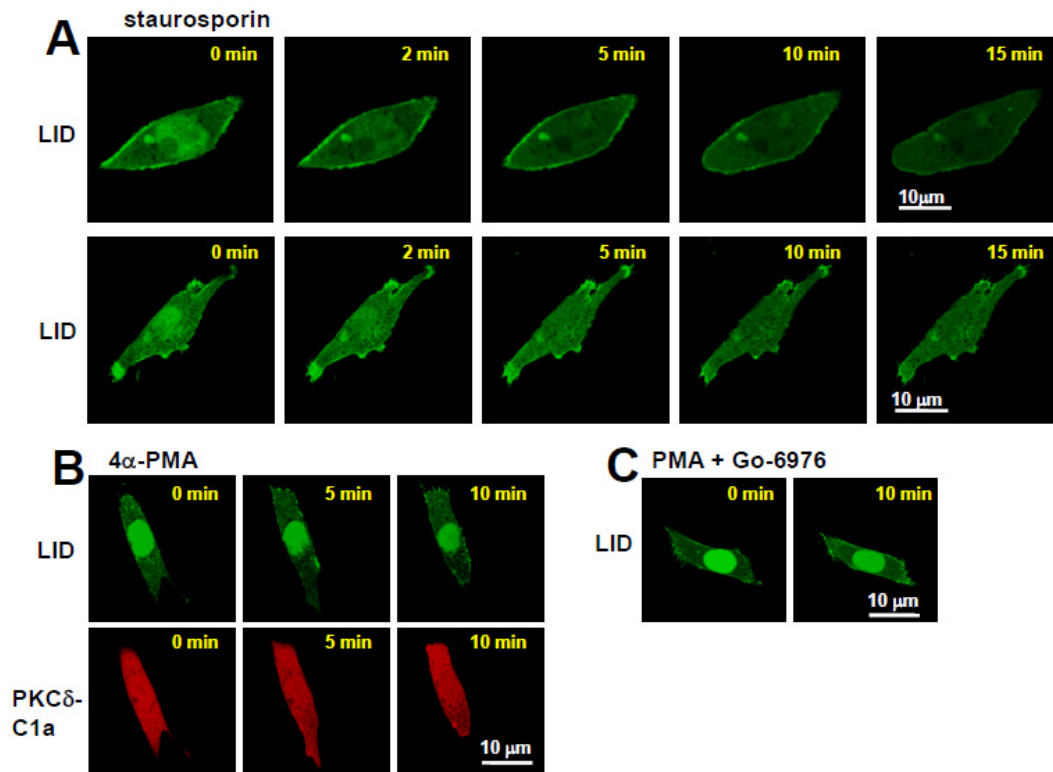 A staurosporin
LID 0 min 2 min 5 min 10 min 15 min
10μm
LID 0 min 2 min 5 min 10 min 15 min
10 μm
B 4α-PMA
LID 0 min 5 min 10 min
PKCδ-
C1a
0 min 5 min 10 min
10 μm
C PMA + Go-6976
LID 0 min 10 min
10 μm